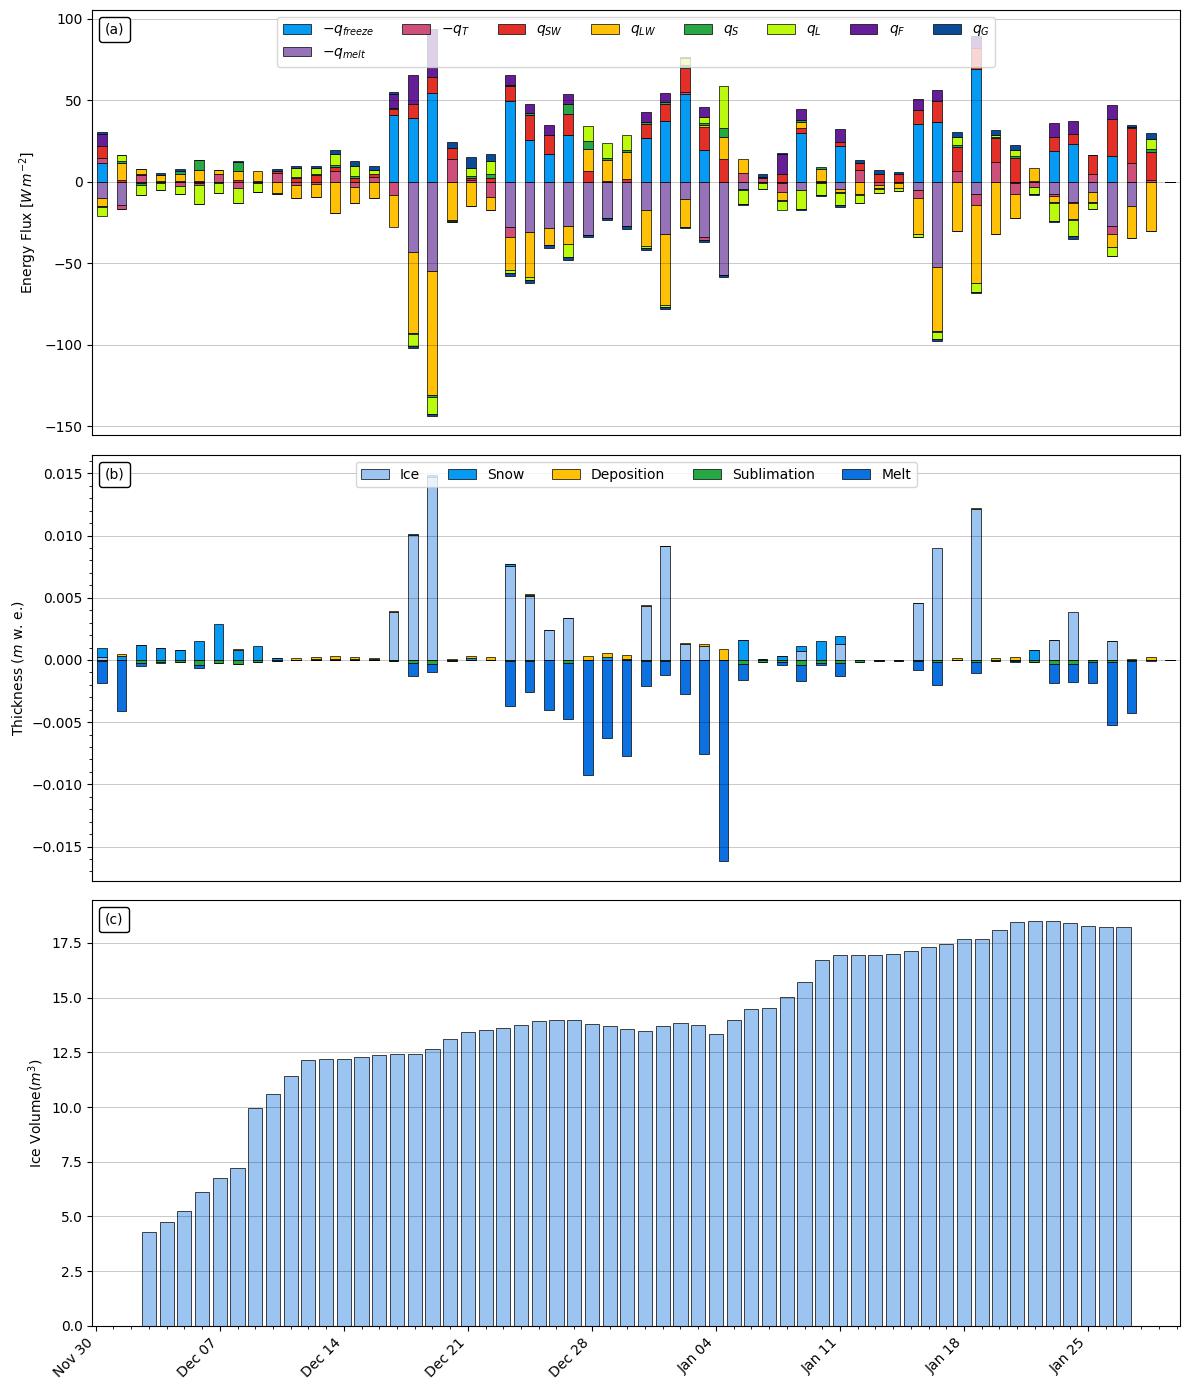 (a)
−q_freeze −q_T q_SW q_LW q_S q_L q_F q_G
−q_melt
Energy Flux [W m⁻²]
100
50
0
−50
−100
−150
(b)
Ice Snow Deposition Sublimation Melt
Thickness (m w. e.)
0.015
0.010
0.005
0.000
−0.005
−0.010
−0.015
(c)
Ice Volume(m³)
17.5
15.0
12.5
10.0
7.5
5.0
2.5
0.0
Nov 30 Dec 07 Dec 14 Dec 21 Dec 28 Jan 04 Jan 11 Jan 18 Jan 25